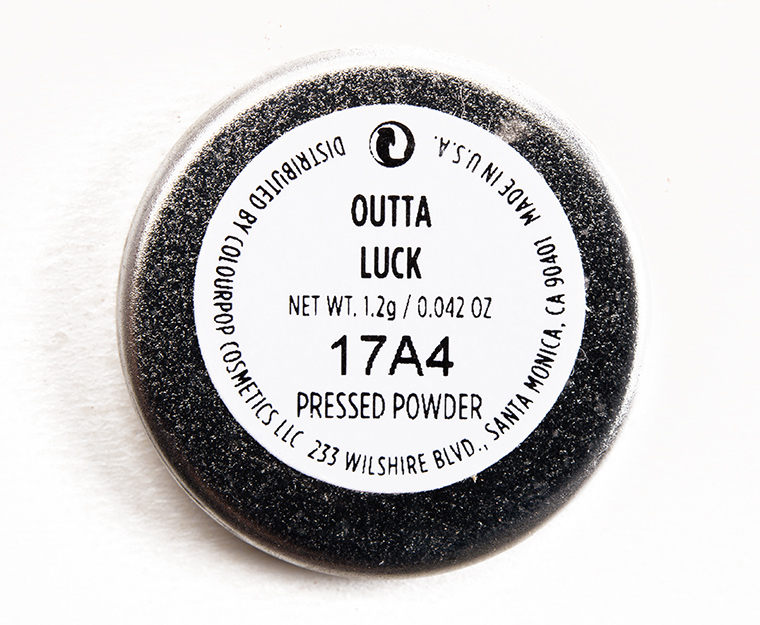 OUTTA
LUCK
NET WT. 1.2g / 0.042 OZ
17A4
PRESSED POWDER
DISTRIBUTED BY COLOURPOP COSMETICS LLC 233 WILSHIRE BLVD., SANTA MONICA, CA 90401 MADE IN U.S.A.